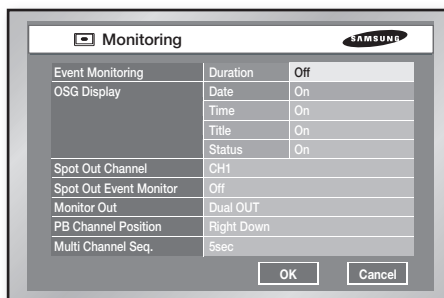 Monitoring
SAMSUNG
Event Monitoring Duration Off
OSG Display Date On
Time On
Title On
Status On
Spot Out Channel CH1
Spot Out Event Monitor Off
Monitor Out Dual OUT
PB Channel Position Right Down
Multi Channel Seq. 5sec
OK Cancel